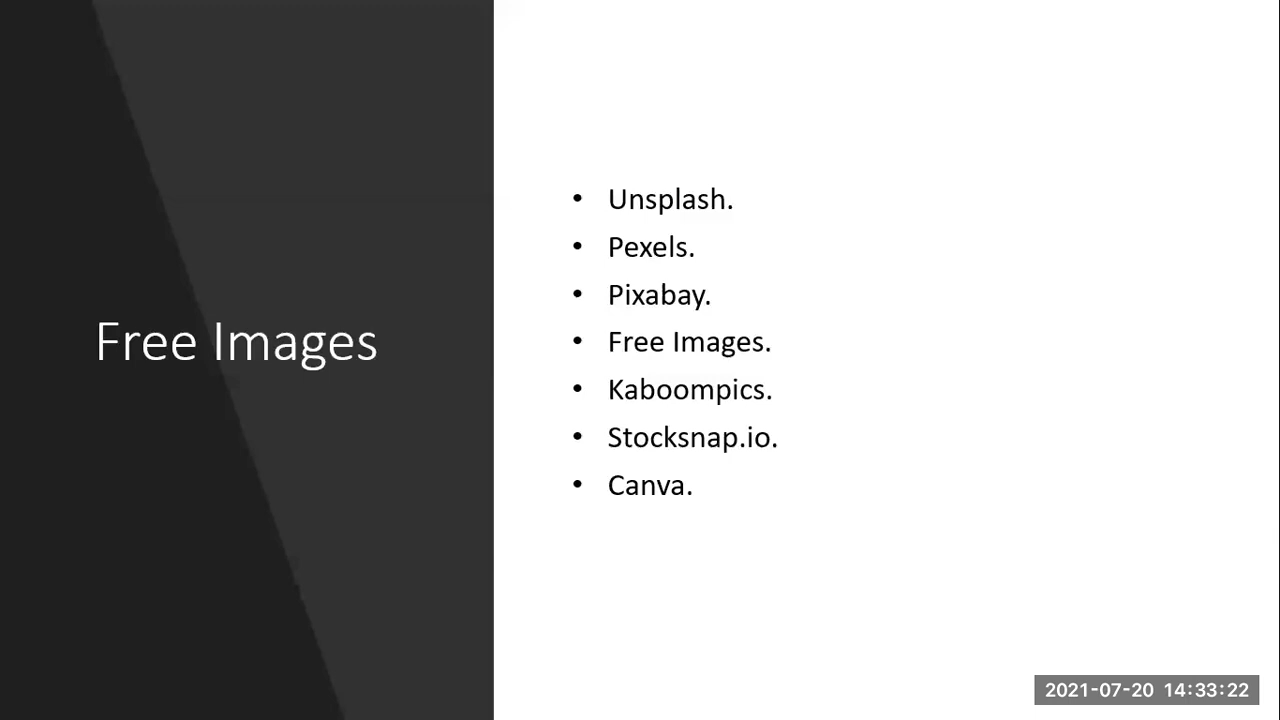 Free Images
• Unsplash.
• Pexels.
• Pixabay.
• Free Images.
• Kaboompics.
• Stocksnap.io.
• Canva.
2021-07-20 14:33:22